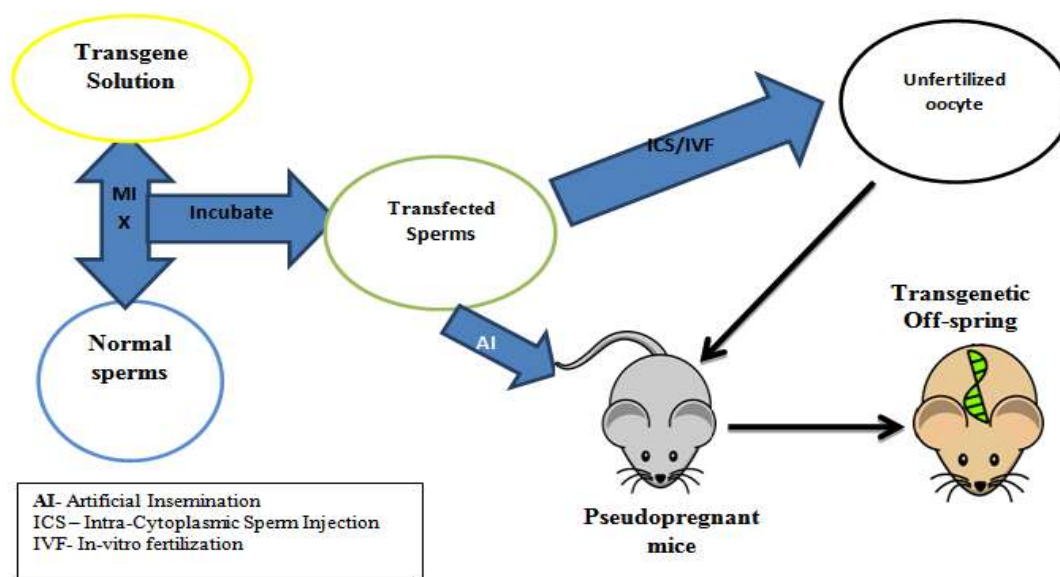 Transgene
Solution
Unfertilized
oocyte
ICS/IVF
MI
X
Incubate
Transfected
Sperms
Transgenetic
Off-spring
Normal
sperms
AI
AI- Artificial Insemination
ICS – Intra-Cytoplasmic Sperm Injection
IVF- In-vitro fertilization
Pseudopregnant
mice